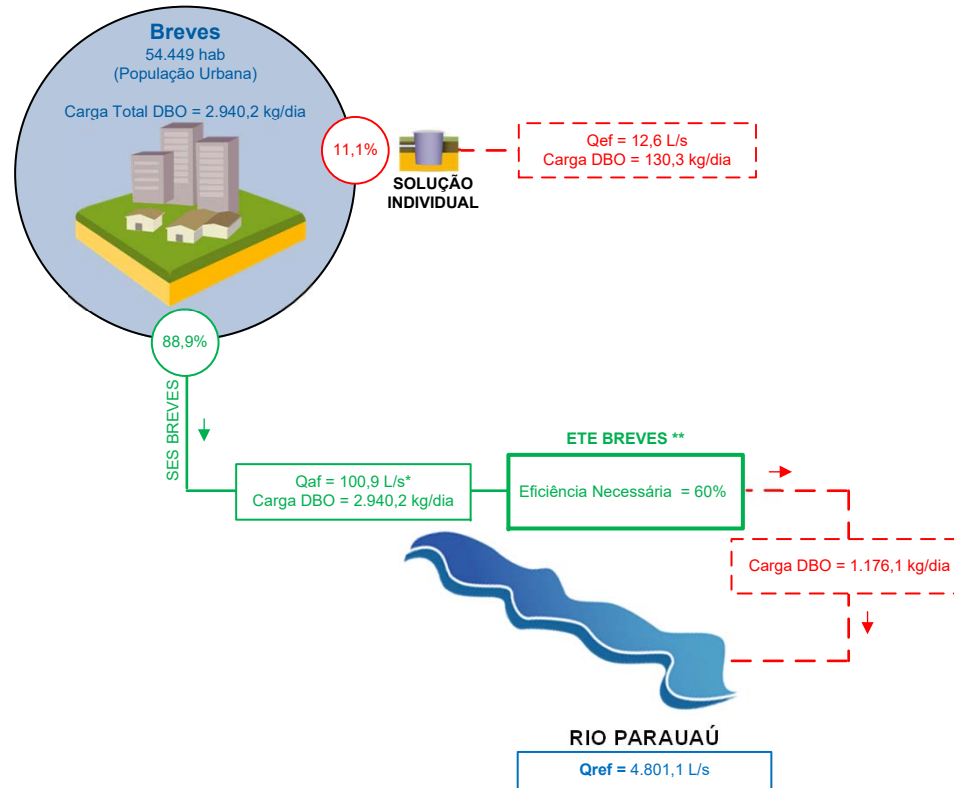 Breves
54.449 hab
(População Urbana)
Carga Total DBO = 2.940,2 kg/dia
11,1%
SOLUÇÃO
INDIVIDUAL
Qef = 12,6 L/s
Carga DBO = 130,3 kg/dia
88,9%
SES BREVES
Qaf = 100,9 L/s*
Carga DBO = 2.940,2 kg/dia
ETE BREVES **
Eficiência Necessária = 60%
Carga DBO = 1.176,1 kg/dia
RIO PARAUAÚ
Qref = 4.801,1 L/s